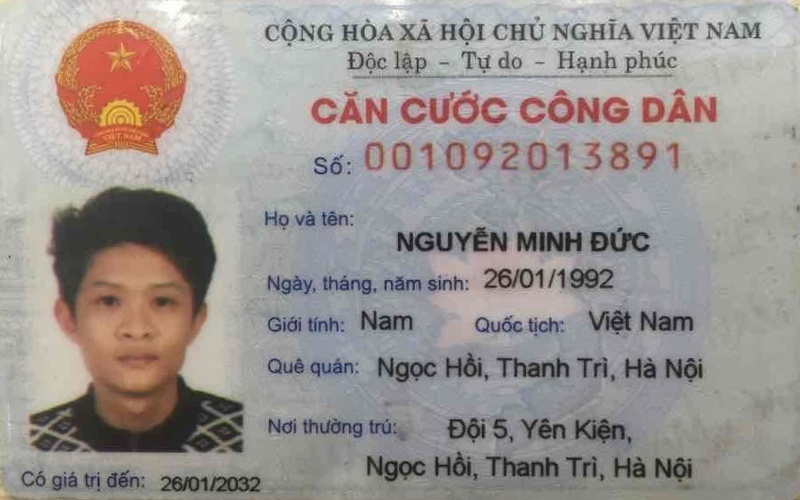 CỘNG HÒA XÃ HỘI CHỦ NGHĨA VIỆT NAM
Độc lập - Tự do - Hạnh phúc
CĂN CƯỚC CÔNG DÂN
Số: 001092013891
Họ và tên:
NGUYỄN MINH ĐỨC
Ngày, tháng, năm sinh: 26/01/1992
Giới tính: Nam Quốc tịch: Việt Nam
Quê quán: Ngọc Hồi, Thanh Trì, Hà Nội
Nơi thường trú: Đội 5, Yên Kiện,
Ngọc Hồi, Thanh Trì, Hà Nội
Có giá trị đến: 26/01/2032